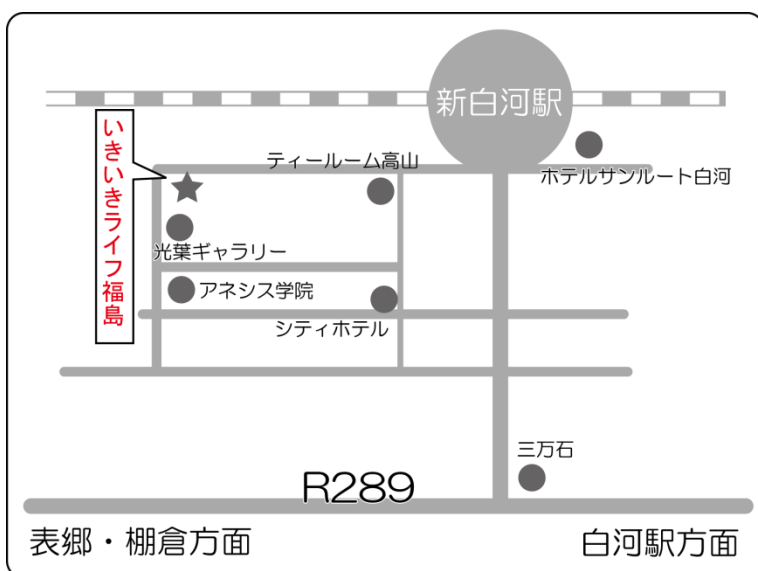 新白河駅
いきいきライフ福島
ティールーム高山
ホテルサンルート白河
光葉ギャラリー
アネシス学院
シティホテル
三万石
R289
表郷・棚倉方面
白河駅方面